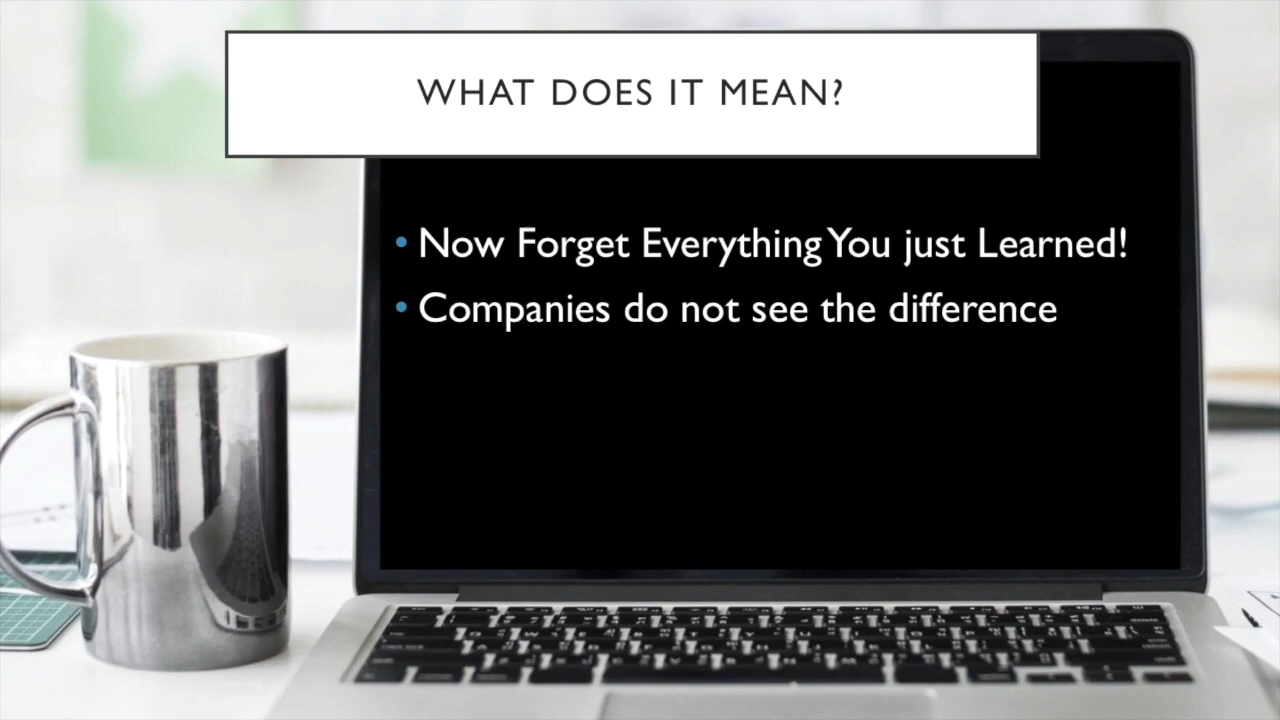 WHAT DOES IT MEAN?
• Now Forget Everything You just Learned!
• Companies do not see the difference